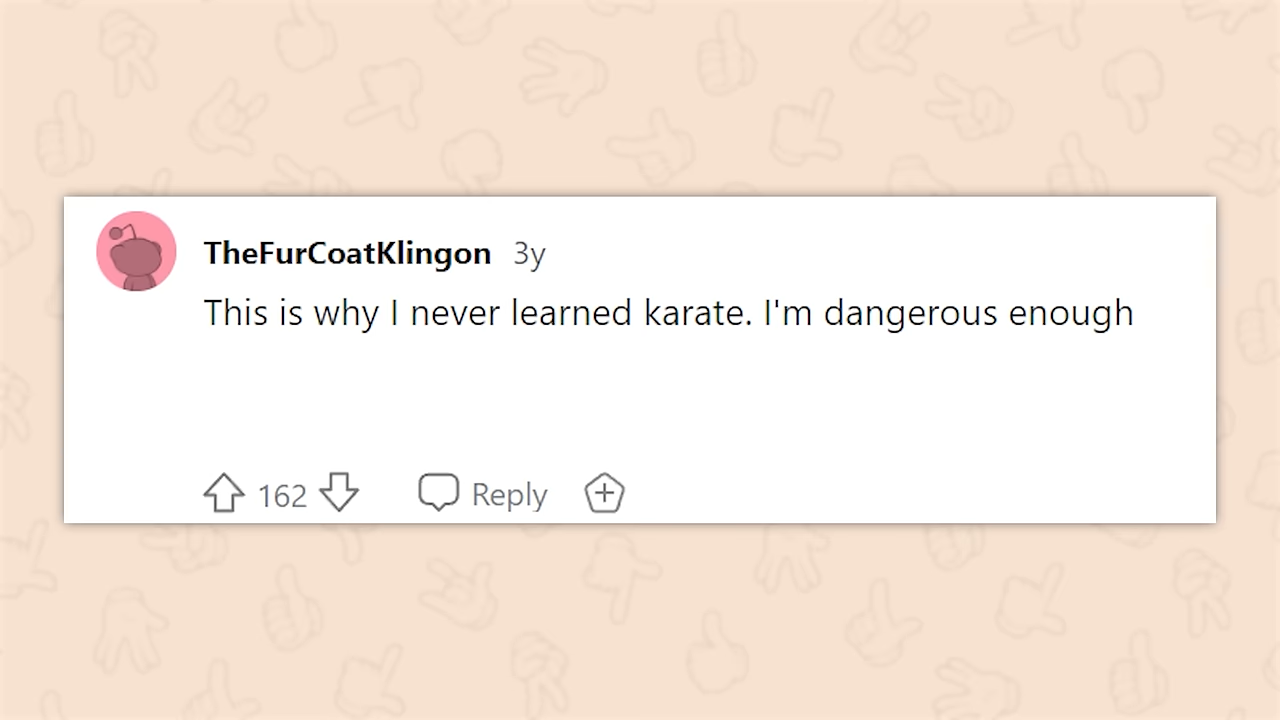 TheFurCoatKlingon 3y
This is why I never learned karate. I'm dangerous enough
162 Reply